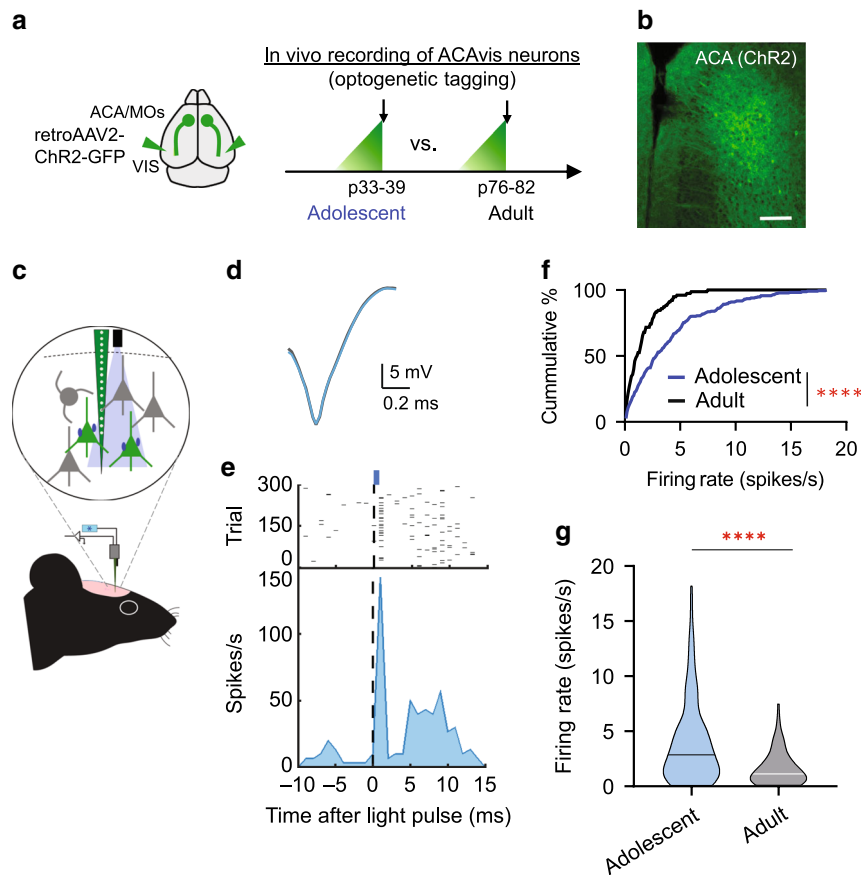 a
In vivo recording of ACAvis neurons
(optogenetic tagging)
ACA/MOs
retroAAV2-
ChR2-GFP
VIS
vs.
p33-39
p76-82
Adolescent
Adult
b
ACA (ChR2)
c
d
5 mV
0.2 ms
e
300
150
0
Trial
150
100
50
0
Spikes/s
–10 –5 0 5 10 15
Time after light pulse (ms)
f
100
50
0
Cummulative %
Adolescent
Adult
****
0 5 10 15 20
Firing rate (spikes/s)
g
****
20
15
10
5
0
Firing rate (spikes/s)
Adolescent
Adult